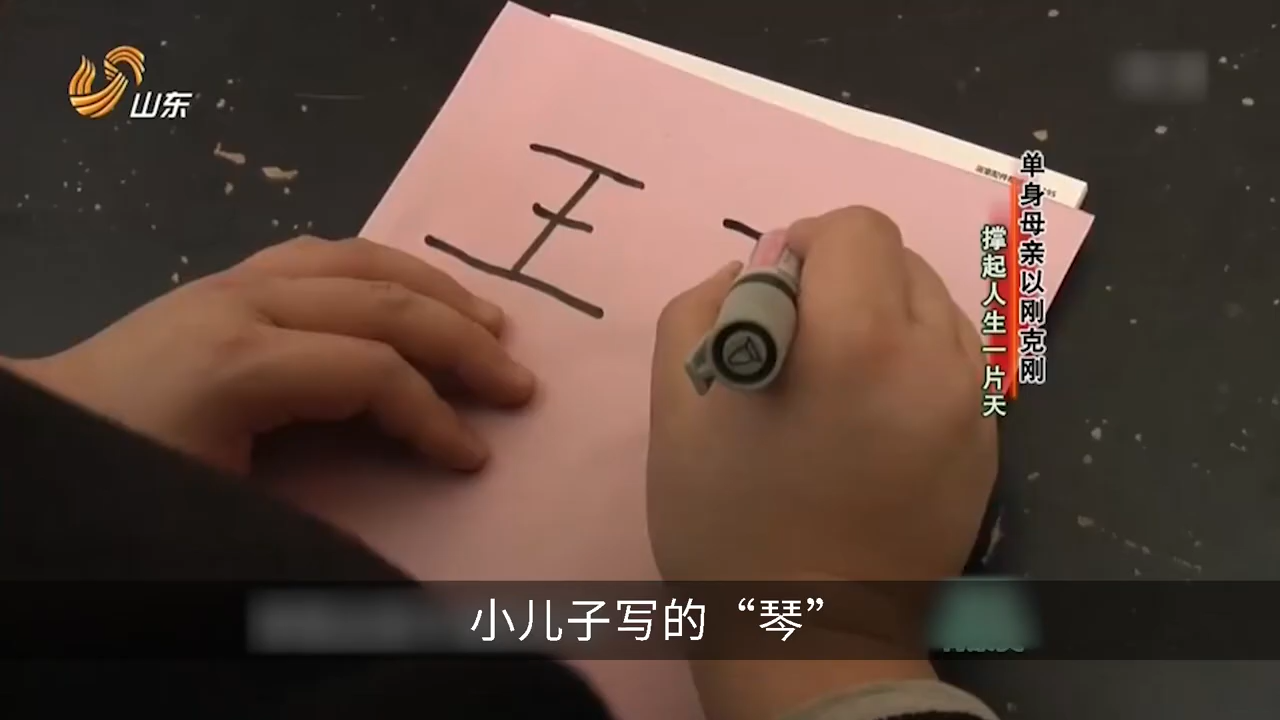 山东
王
单身母亲以刚克刚
撑起人生一片天
小儿子写的“琴”